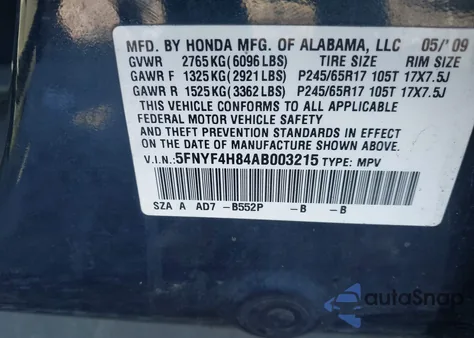 MFD. BY HONDA MFG. OF ALABAMA, LLC 05/'09
GVWR 2765KG(6096LBS) TIRE SIZE RIM SIZE
GAWR F 1325KG(2921LBS) P245/65R17 105T 17X7.5J
GAWR R 1525KG(3362LBS) P245/65R17 105T 17X7.5J
THIS VEHICLE CONFORMS TO ALL APPLICABLE
FEDERAL MOTOR VEHICLE SAFETY
AND THEFT PREVENTION STANDARDS IN EFFECT
ON THE DATE OF MANUFACTURE SHOWN ABOVE.
V.I.N.:5FNYF4H84AB003215 TYPE: MPV
SZA A AD7 -B552P -B -B
autoSnap